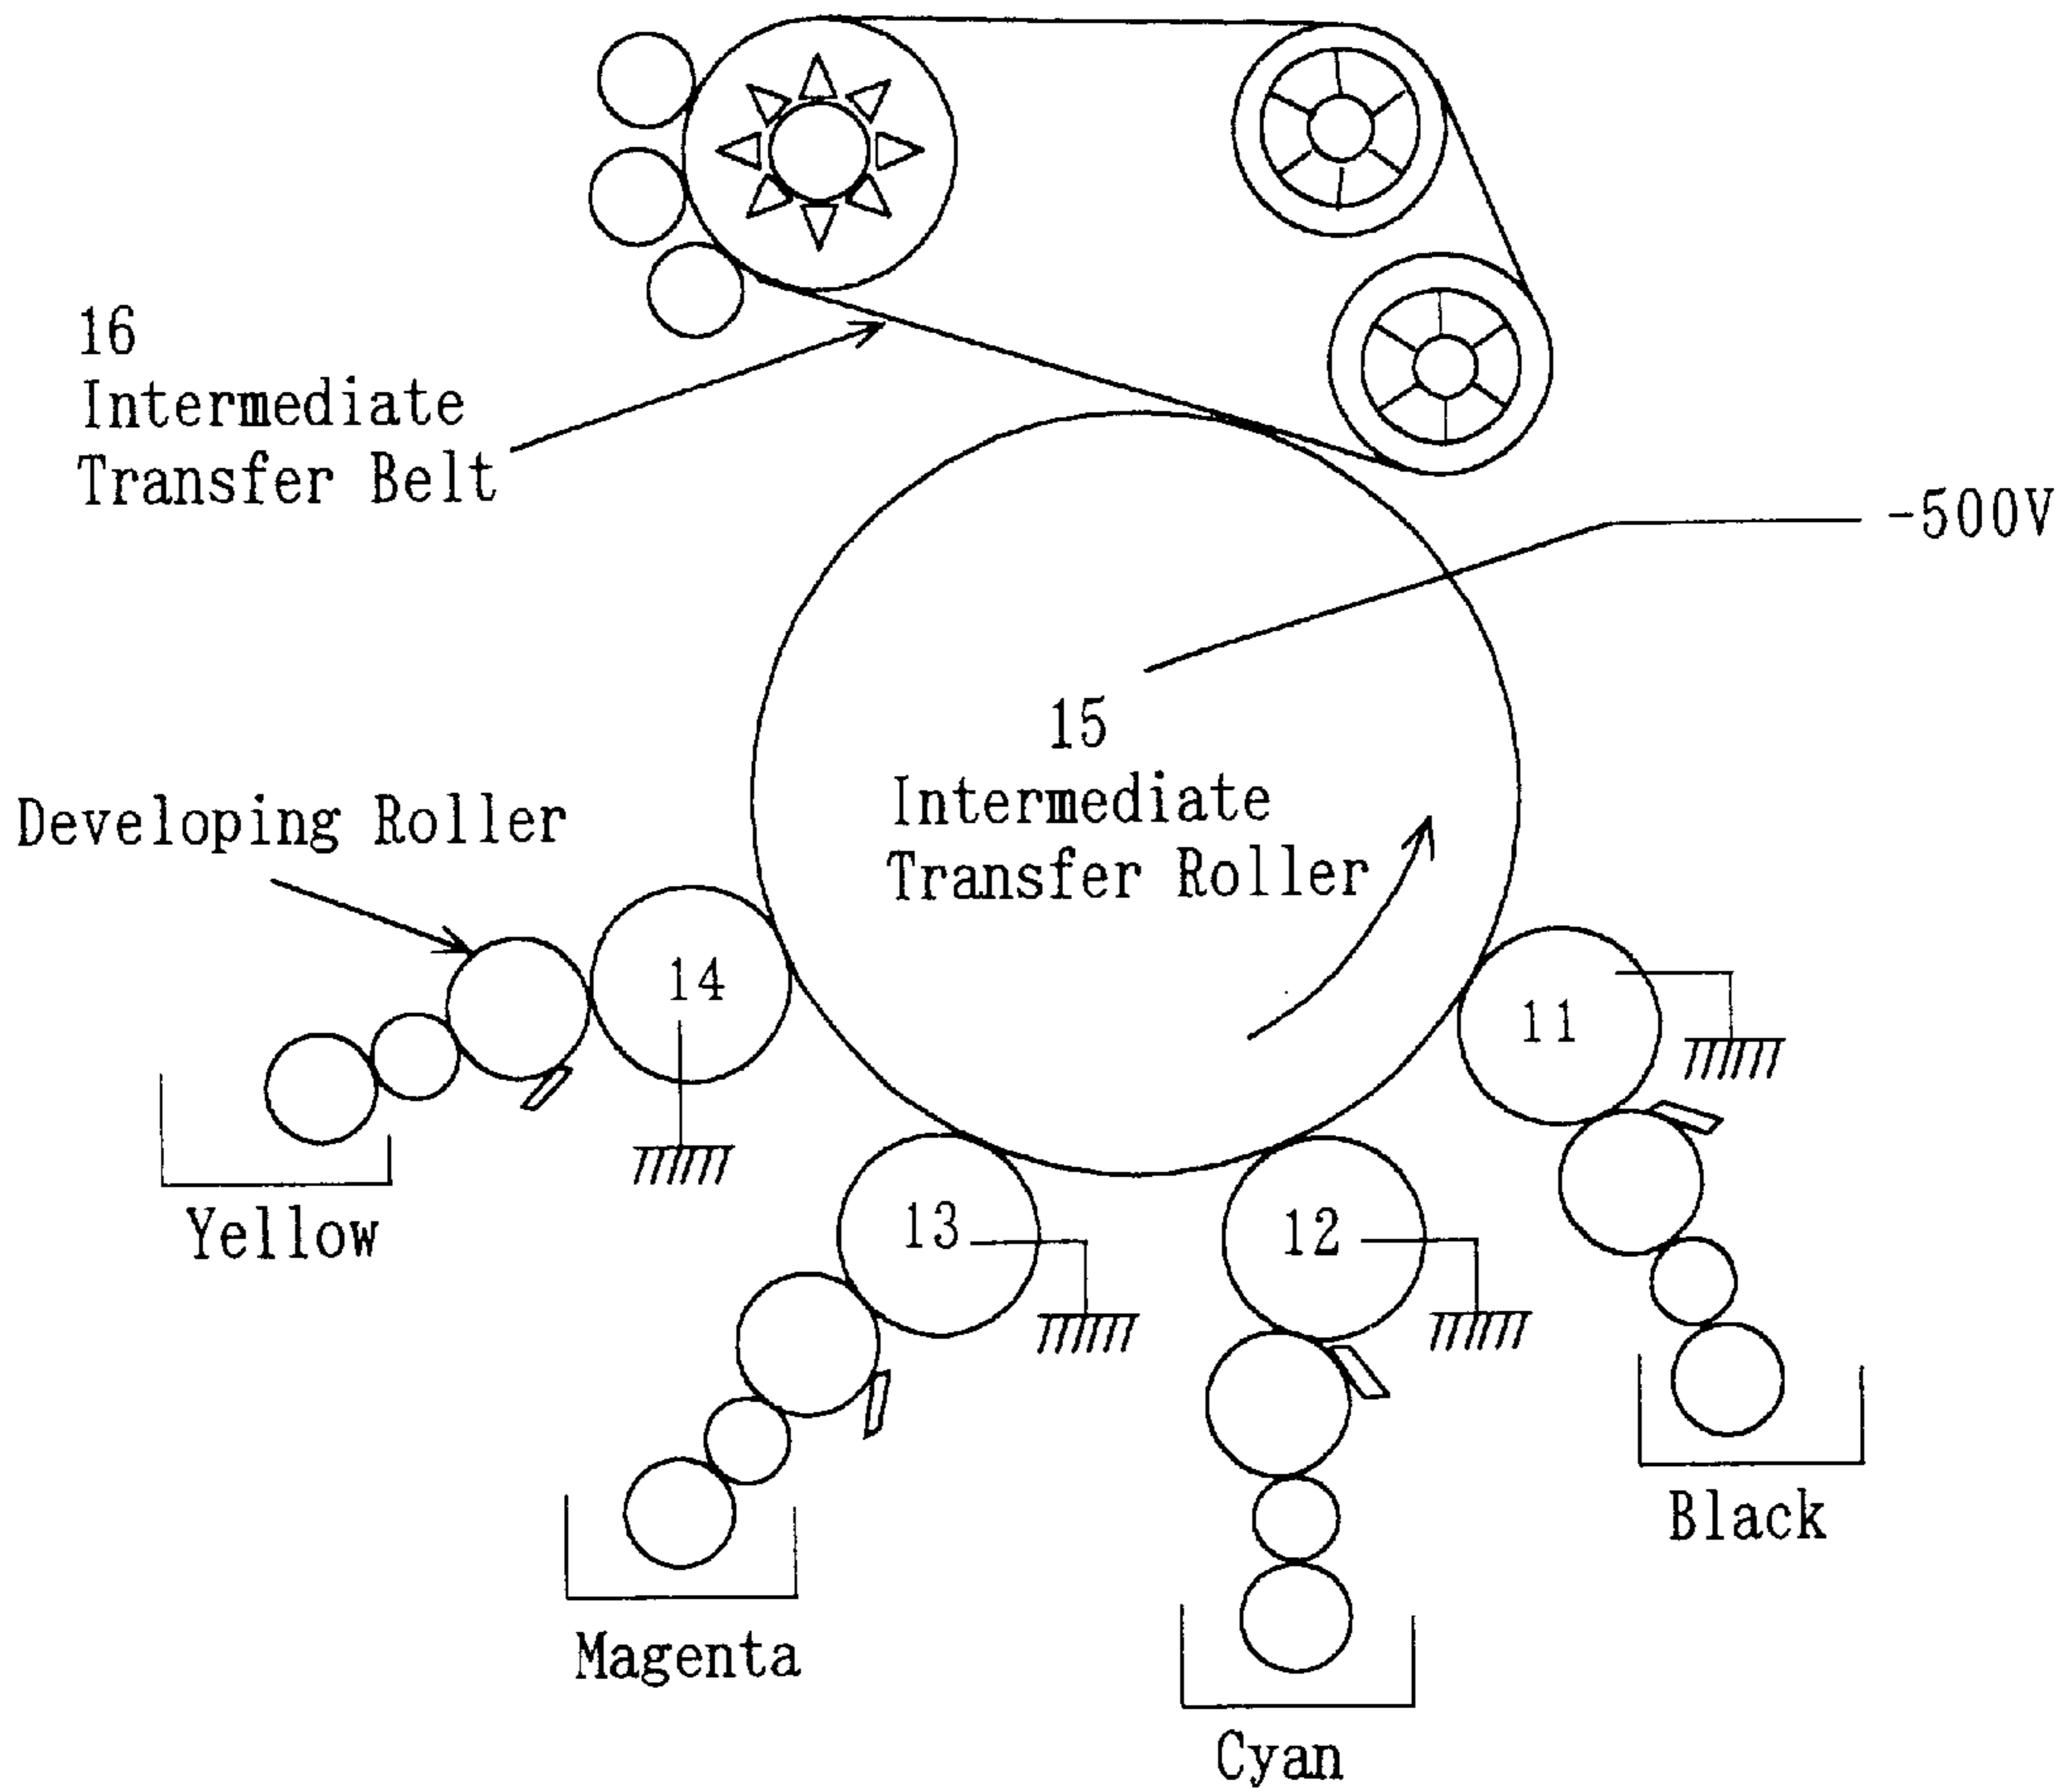 16
Intermediate
Transfer Belt
-500V
15
Intermediate
Transfer Roller
Developing Roller
14
11
13
12
Yellow
Magenta
Cyan
Black